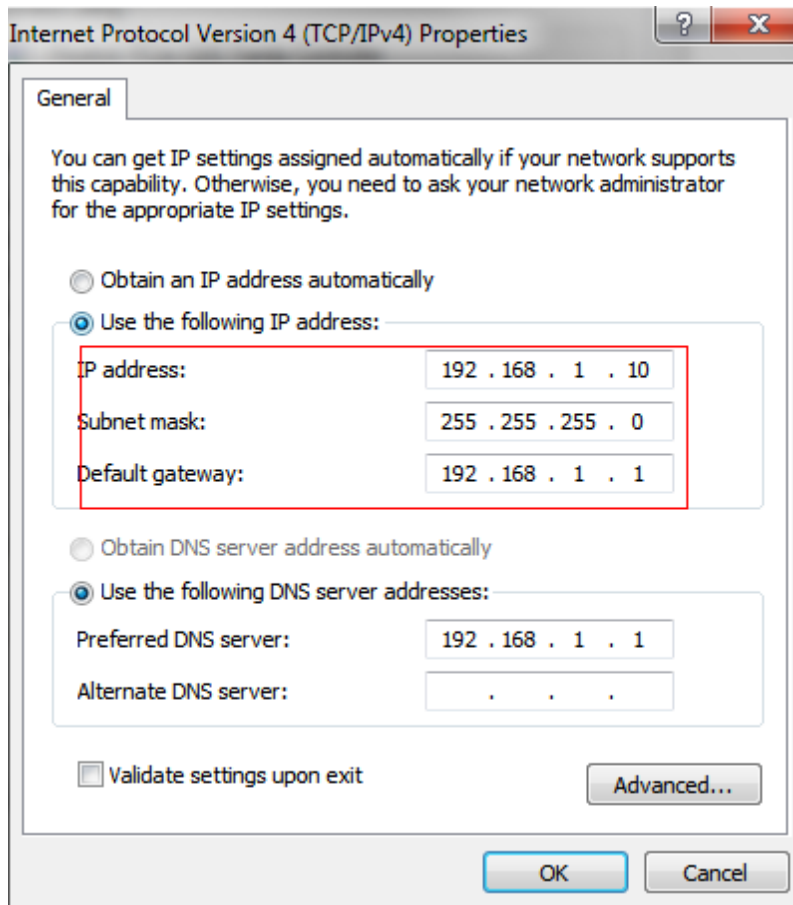 Internet Protocol Version 4 (TCP/IPv4) Properties
?
X
General
You can get IP settings assigned automatically if your network supports
this capability. Otherwise, you need to ask your network administrator
for the appropriate IP settings.
Obtain an IP address automatically
Use the following IP address:
IP address: 192 . 168 . 1 . 10
Subnet mask: 255 . 255 . 255 . 0
Default gateway: 192 . 168 . 1 . 1
Obtain DNS server address automatically
Use the following DNS server addresses:
Preferred DNS server: 192 . 168 . 1 . 1
Alternate DNS server: . . .
Validate settings upon exit
Advanced...
OK Cancel